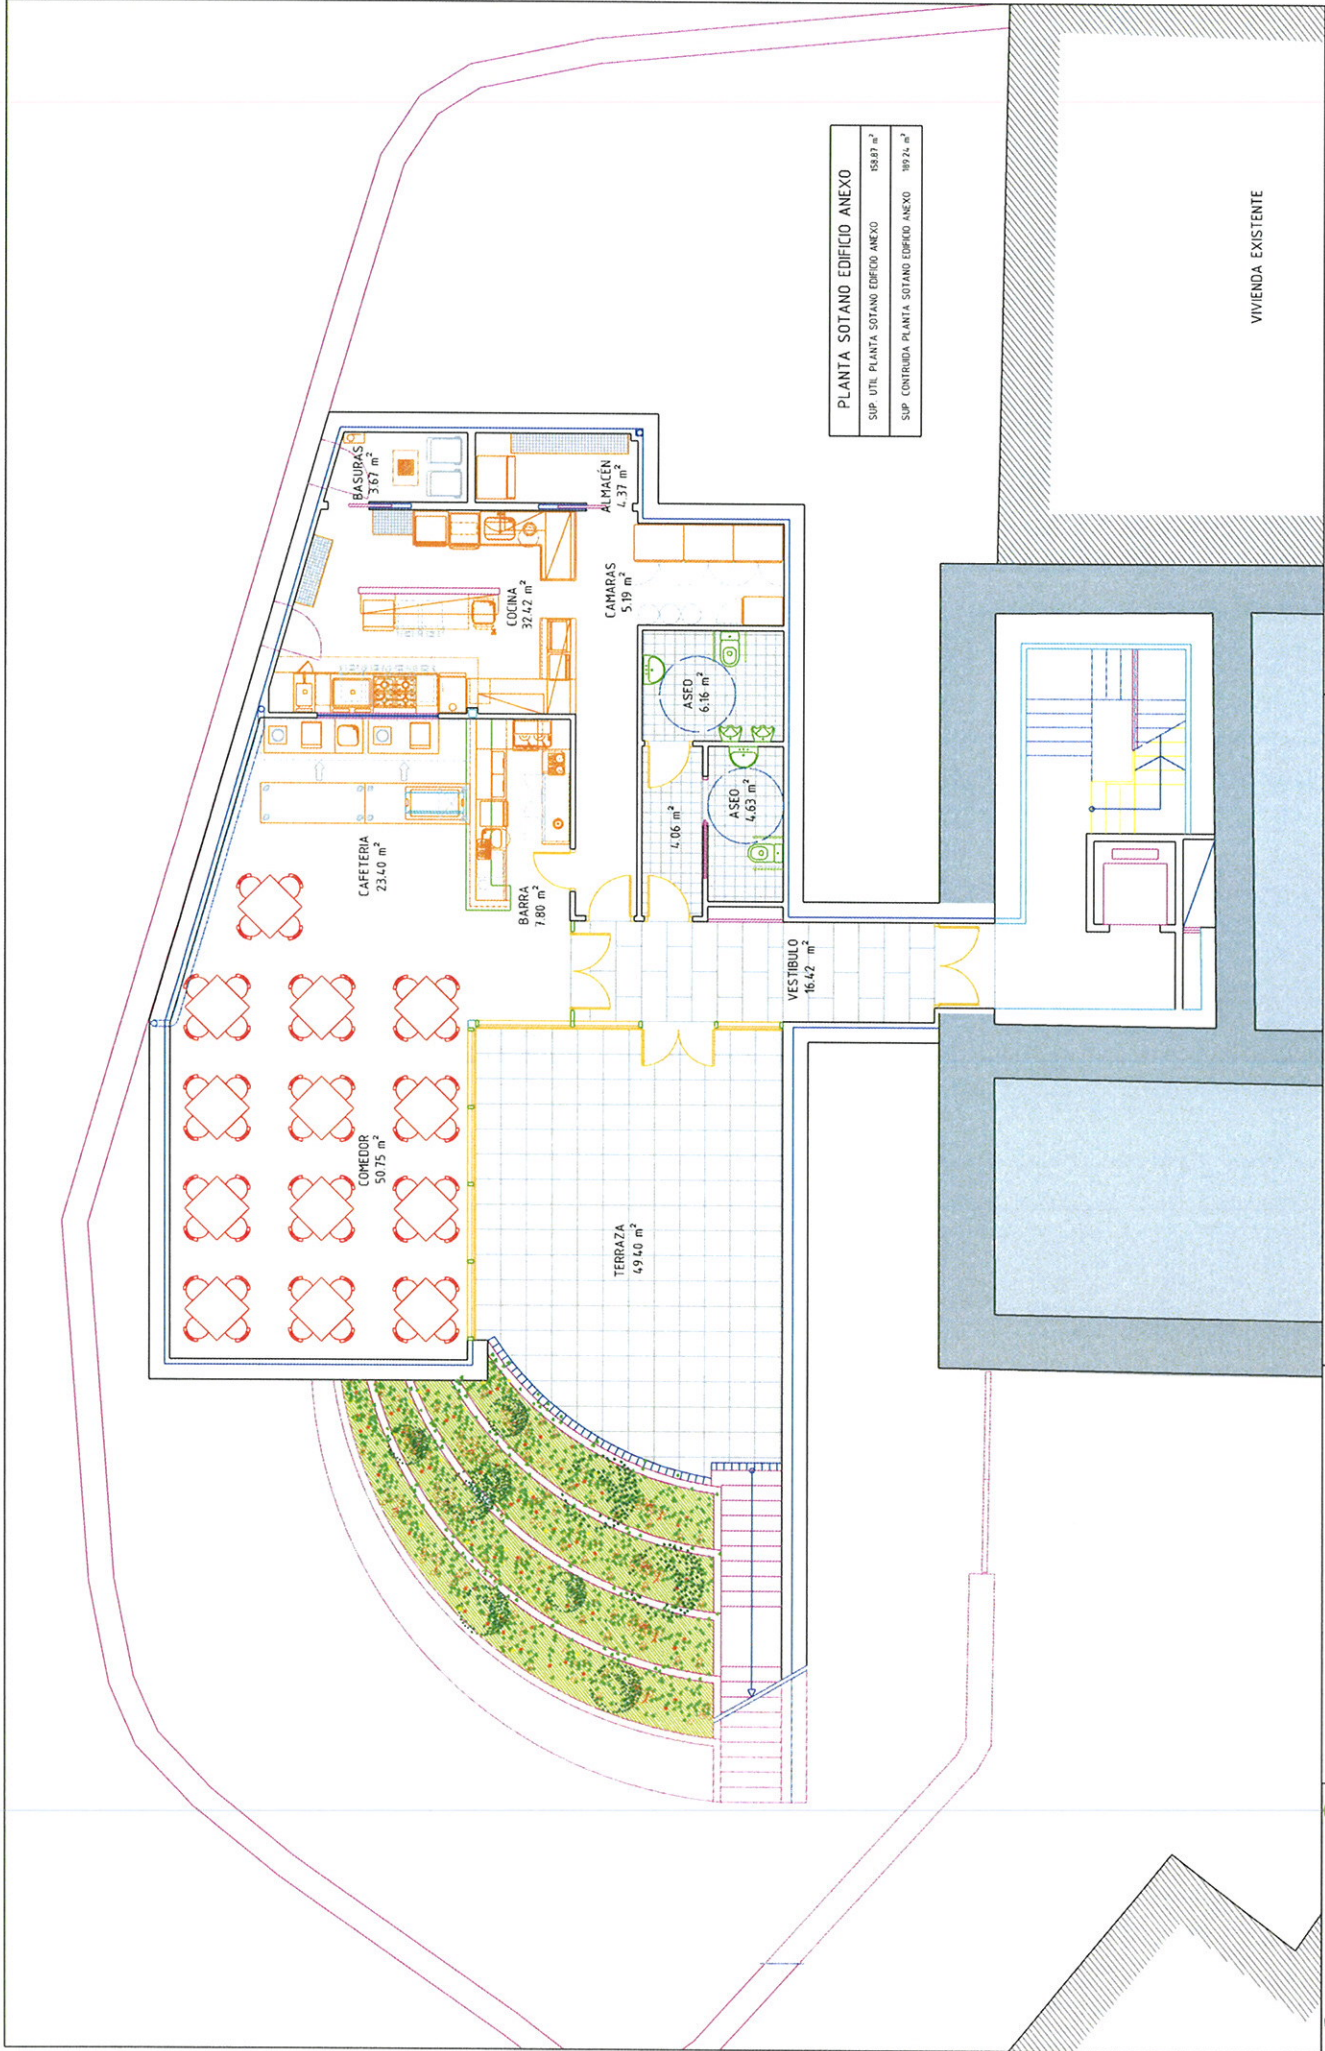 BASURAS
3.67 m²
ALMACÉN
4.37 m²
COCINA
32.42 m²
CAMARAS
5.19 m²
ASEO
6.16 m²
ASEO
4.63 m²
4.06 m²
CAFETERIA
23.40 m²
BARRA
7.80 m²
VESTIBULO
16.42 m²
COMEDOR
50.75 m²
TERRAZA
49.40 m²
PLANTA SOTANO EDIFICIO ANEXO
SUP. UTIL PLANTA SOTANO EDIFICIO ANEXO 158.87 m²
SUP CONTRUIDA PLANTA SOTANO EDIFICIO ANEXO 189.24 m²
VIVIENDA EXISTENTE